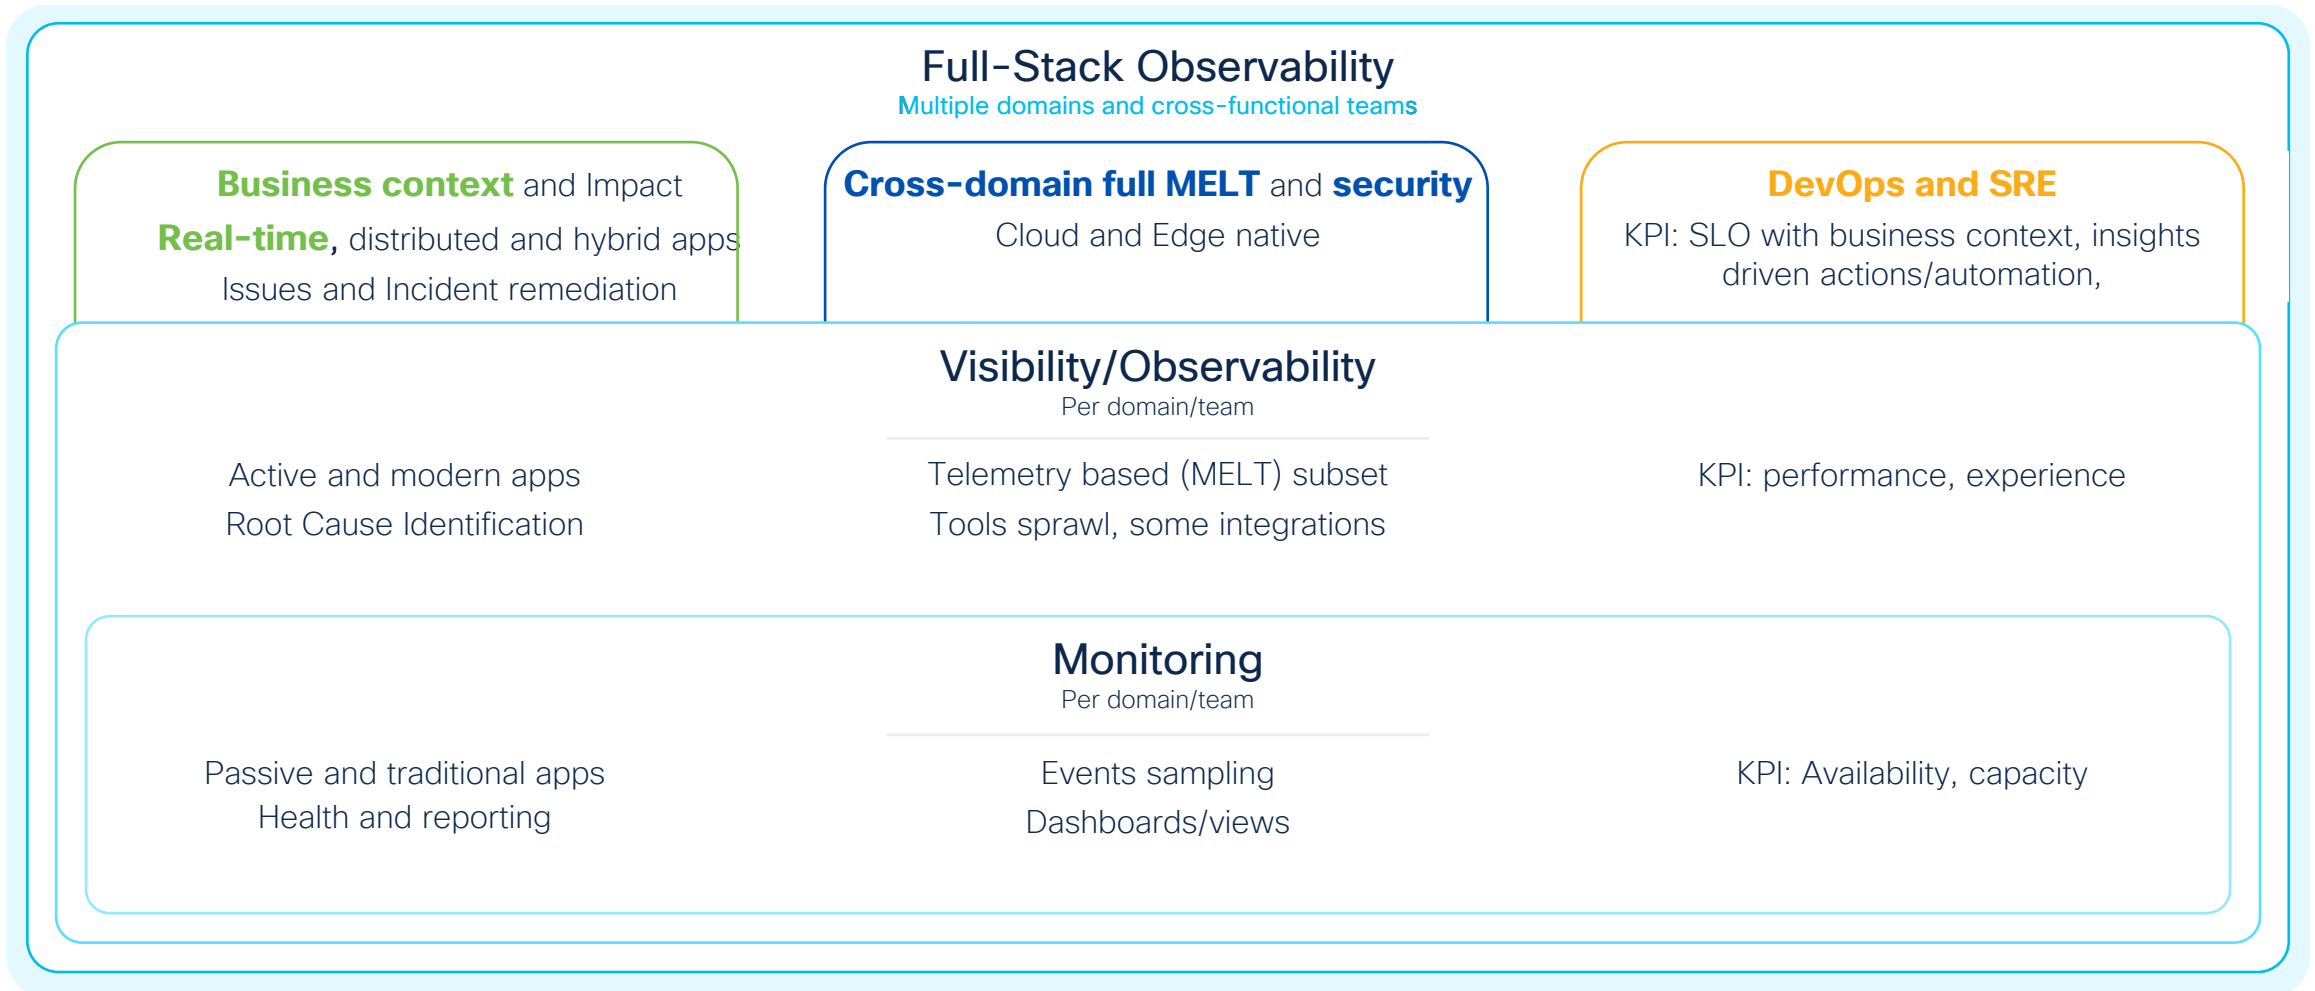 Full-Stack Observability
Multiple domains and cross-functional teams
Business context and Impact
Real-time, distributed and hybrid apps
Issues and Incident remediation
Cross-domain full MELT and security
Cloud and Edge native
DevOps and SRE
KPI: SLO with business context, insights
driven actions/automation,
Visibility/Observability
Per domain/team
Active and modern apps
Root Cause Identification
Telemetry based (MELT) subset
Tools sprawl, some integrations
KPI: performance, experience
Monitoring
Per domain/team
Passive and traditional apps
Health and reporting
Events sampling
Dashboards/views
KPI: Availability, capacity